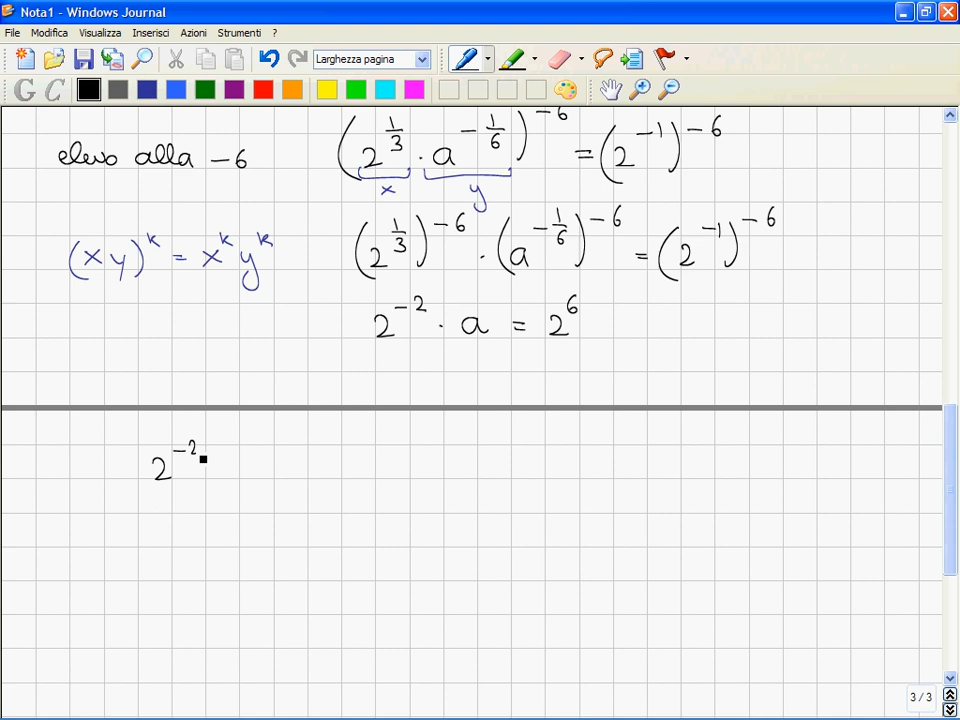 Nota1 - Windows Journal
File Modifica Visualizza Inserisci Azioni Strumenti ?
Larghezza pagina
G C
elevo alla -6 (2^{1/3} · a^{-1/6})^{-6} = (2^{-1})^{-6}
x y
(xy)^k = x^k y^k (2^{1/3})^{-6} · (a^{-1/6})^{-6} = (2^{-1})^{-6}
2^{-2} · a = 2^6
2^{-2}
3 / 3